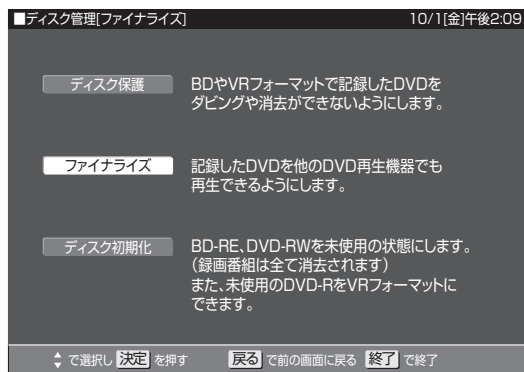 ■ディスク管理[ファイナライズ] 10/1[金]午後2:09
ディスク保護 BDやVRフォーマットで記録したDVDを
ダビングや消去ができないようにします。
ファイナライズ 記録したDVDを他のDVD再生機器でも
再生できるようにします。
ディスク初期化 BD-RE、DVD-RWを未使用の状態にします。
(録画番組は全て消去されます)
また、未使用のDVD-RをVRフォーマットに
できます。
で選択し 決定 を押す 戻る で前の画面に戻る 終了 で終了